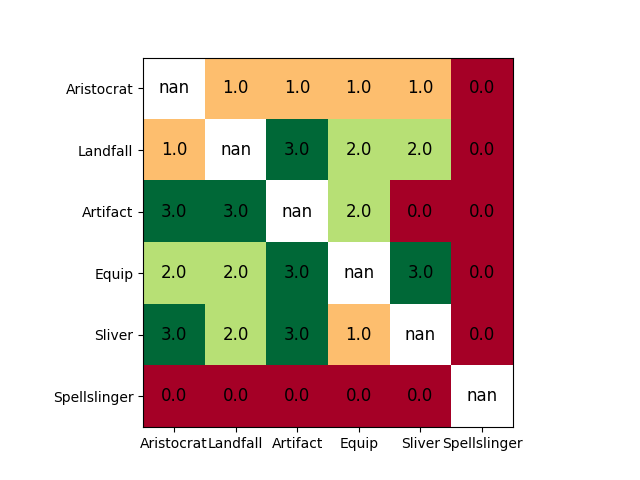 Aristocrat nan 1.0 1.0 1.0 1.0 0.0
Landfall 1.0 nan 3.0 2.0 2.0 0.0
Artifact 3.0 3.0 nan 2.0 0.0 0.0
Equip 2.0 2.0 3.0 nan 3.0 0.0
Sliver 3.0 2.0 3.0 1.0 nan 0.0
Spellslinger 0.0 0.0 0.0 0.0 0.0 nan
Aristocrat Landfall Artifact Equip Sliver Spellslinger